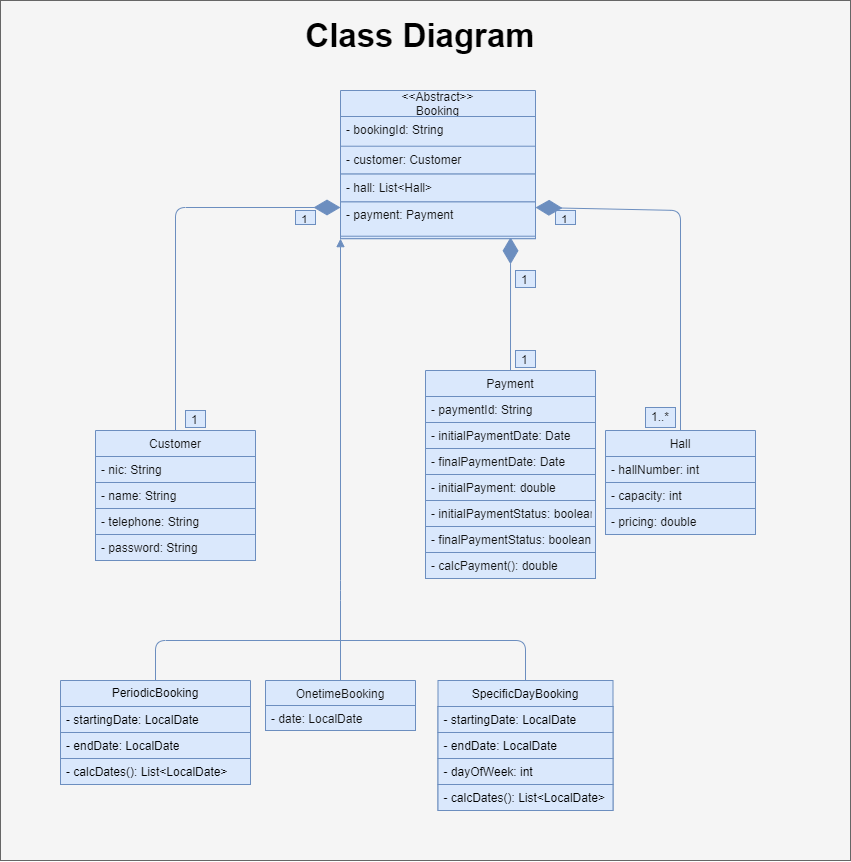 Class Diagram
<<Abstract>>
Booking
- bookingId: String
- customer: Customer
- hall: List<Hall>
- payment: Payment
1
1
1
1
1
1..*
Customer
- nic: String
- name: String
- telephone: String
- password: String
Payment
- paymentId: String
- initialPaymentDate: Date
- finalPaymentDate: Date
- initialPayment: double
- initialPaymentStatus: boolean
- finalPaymentStatus: boolean
- calcPayment(): double
Hall
- hallNumber: int
- capacity: int
- pricing: double
PeriodicBooking
- startingDate: LocalDate
- endDate: LocalDate
- calcDates(): List<LocalDate>
OnetimeBooking
- date: LocalDate
SpecificDayBooking
- startingDate: LocalDate
- endDate: LocalDate
- dayOfWeek: int
- calcDates(): List<LocalDate>